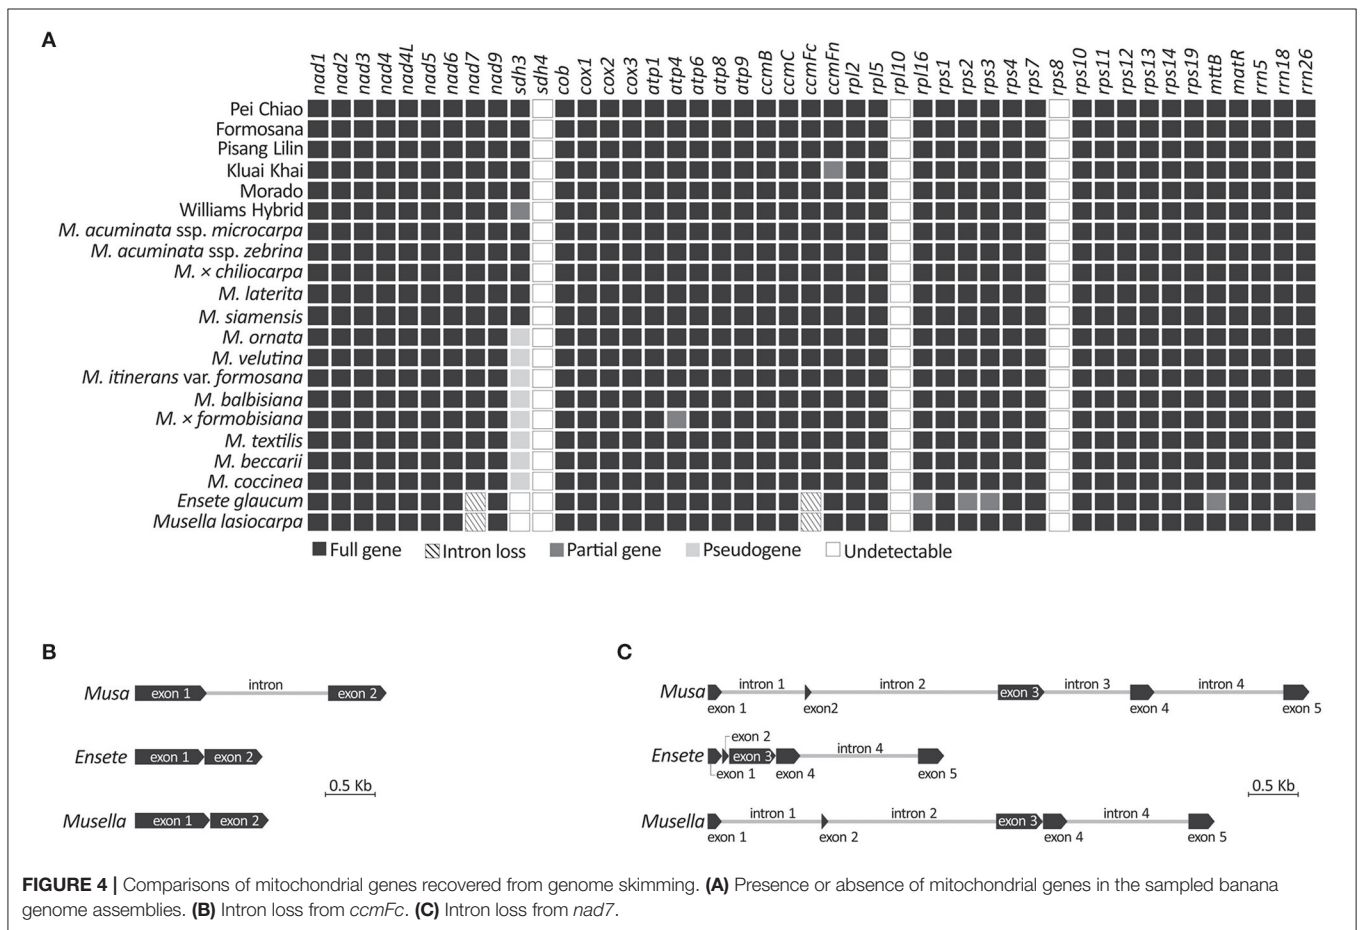 A
nad1 nad2 nad3 nad4 nad4L nad5 nad6 nad7 nad9 sdh3 sdh4 cob cox1 cox2 cox3 atp1 atp4 atp6 atp8 atp9 ccmB ccmC ccmFc ccmFn rpl2 rpl5 rpl10 rpl16 rps1 rps2 rps3 rps4 rps7 rps8 rps10 rps11 rps12 rps13 rps14 rps19 mttB matR rrn5 rrn18 rrn26
Pei Chiao
Formosana
Pisang Lilin
Kluai Khai
Morado
Williams Hybrid
M. acuminata ssp. microcarpa
M. acuminata ssp. zebrina
M. × chiliocarpa
M. laterita
M. siamensis
M. ornata
M. velutina
M. itinerans var. formosana
M. balbisiana
M. × formobisiana
M. textilis
M. beccarii
M. coccinea
Ensete glaucum
Musella lasiocarpa
Full gene Intron loss Partial gene Pseudogene Undetectable
B
Musa exon 1 intron exon 2
Ensete exon 1 exon 2
0.5 Kb
Musella exon 1 exon 2
C
intron 1 intron 2 intron 3 intron 4
Musa exon 3
exon 1 exon2 exon 4 exon 5
exon 2
intron 4
Ensete exon 3
exon 1 exon 4 exon 5
0.5 Kb
intron 1 intron 2 intron 4
Musella exon 3
exon 1 exon 2 exon 4 exon 5
FIGURE 4 | Comparisons of mitochondrial genes recovered from genome skimming. (A) Presence or absence of mitochondrial genes in the sampled banana
genome assemblies. (B) Intron loss from ccmFc. (C) Intron loss from nad7.